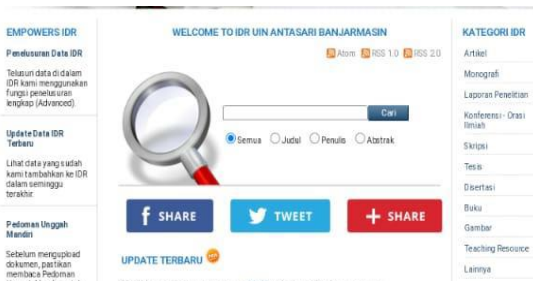 EMPOWERS IDR
Penelusuran Data IDR
Telusuri data di dalam
IDR kami menggunakan
fungsi penelusuran
lengkap (Advanced)
Update Data IDR
Terbaru
Lihat data yang sudah
kami tambahkan ke IDR
dalam seminggu
terakhir.
Pedoman Unggah
Mandiri
Sebelum mengupload
dokumen, pastikan
membaca Pedoman
WELCOME TO IDR UIN ANTASARI BANJARMASIN
Atom RSS 1.0 RSS 2.0
Cari
Semua Judul Penulis Abstrak
f SHARE TWEET + SHARE
UPDATE TERBARU
KATEGORI IDR
Artikel
Monografi
Laporan Penelitian
Konferensi - Orasi
Ilmiah
Skripsi
Tesis
Disertasi
Buku
Gambar
Teaching Resource
Lainnya